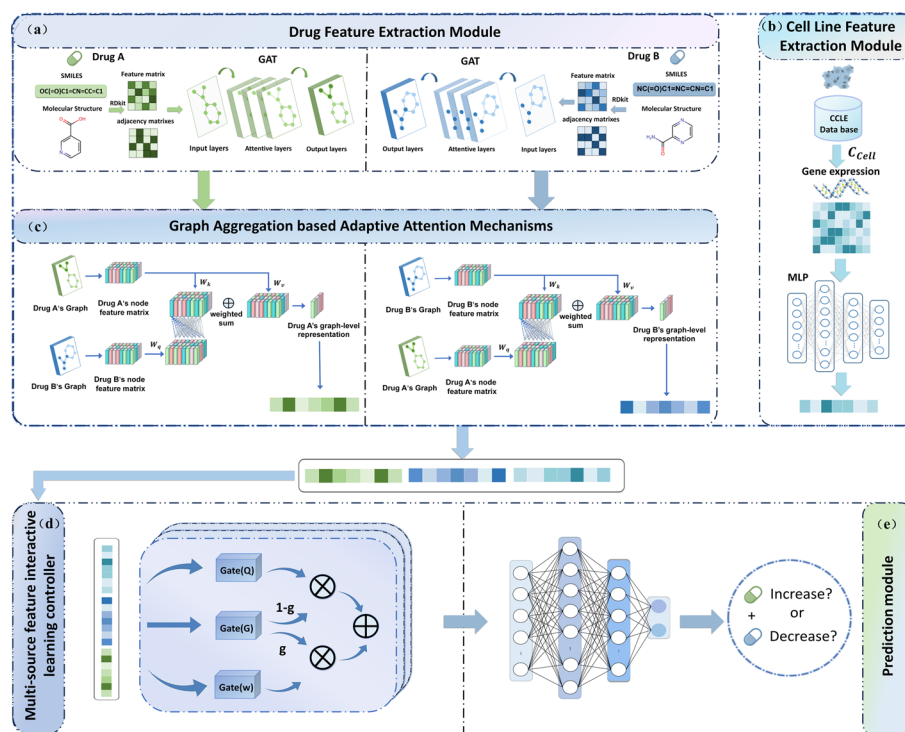 (a)
Drug Feature Extraction Module
Drug A
SMILES
OC(=O)C1=CN=CC=C1
Molecular Structure
OH
O
N
RDkit
Feature matrix
adjacency matrixes
GAT
Input layers
Attentive layers
Output layers
GAT
Output layers
Attentive layers
Input layers
Feature matrix
adjacency matrixes
RDkit
Drug B
SMILES
NC(=O)C1=NC=CN=C1
Molecular Structure
H₂N
O
N
N
(b) Cell Line Feature
Extraction Module
CCLE
Data base
C_Cell
Gene expression
MLP
(c)
Graph Aggregation based Adaptive Attention Mechanisms
Drug A's Graph
Drug A's node
feature matrix
W_k
W_v
weighted
sum
Drug A's graph-level
representation
Drug B's Graph
Drug B's node
feature matrix
W_q
Drug B's Graph
Drug B's node
feature matrix
W_k
W_v
weighted
sum
Drug B's graph-level
representation
Drug A's Graph
Drug A's node
feature matrix
W_q
(d)
Multi-source feature interactive
learning controller
Gate(Q)
Gate(G)
Gate(w)
1-g
g
(e)
Prediction module
Increase?
+ or
Decrease?